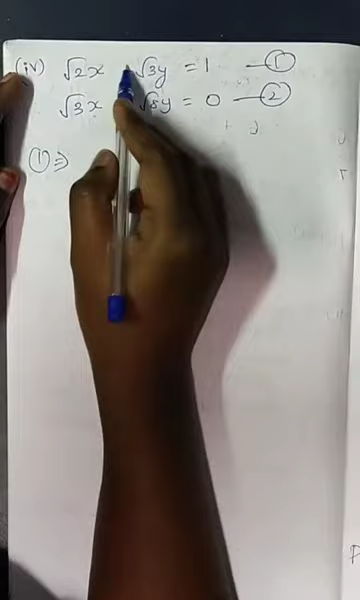 (iv) √2x √3y = 1 — ①
√3x √8y = 0 — ②
① ⇒